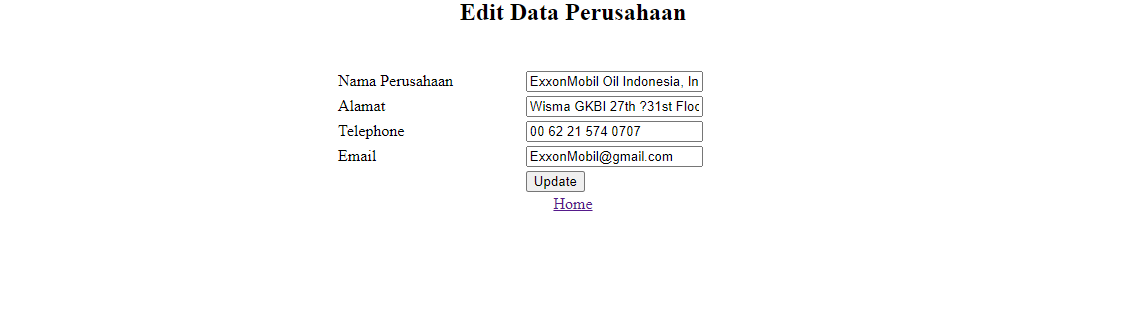 Edit Data Perusahaan
Nama Perusahaan ExxonMobil Oil Indonesia, In
Alamat Wisma GKBI 27th ?31st Floo
Telephone 00 62 21 574 0707
Email ExxonMobil@gmail.com
Update
Home